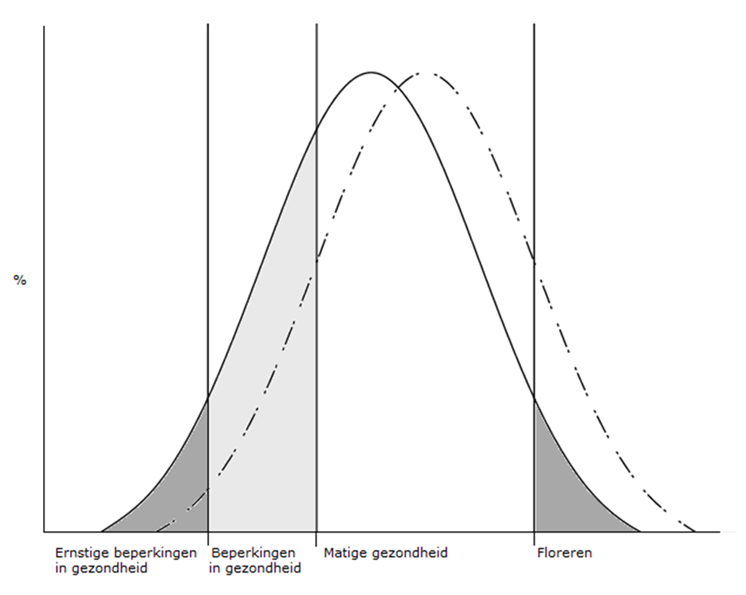 %
Ernstige beperkingen
in gezondheid
Beperkingen
in gezondheid
Matige gezondheid
Floreren